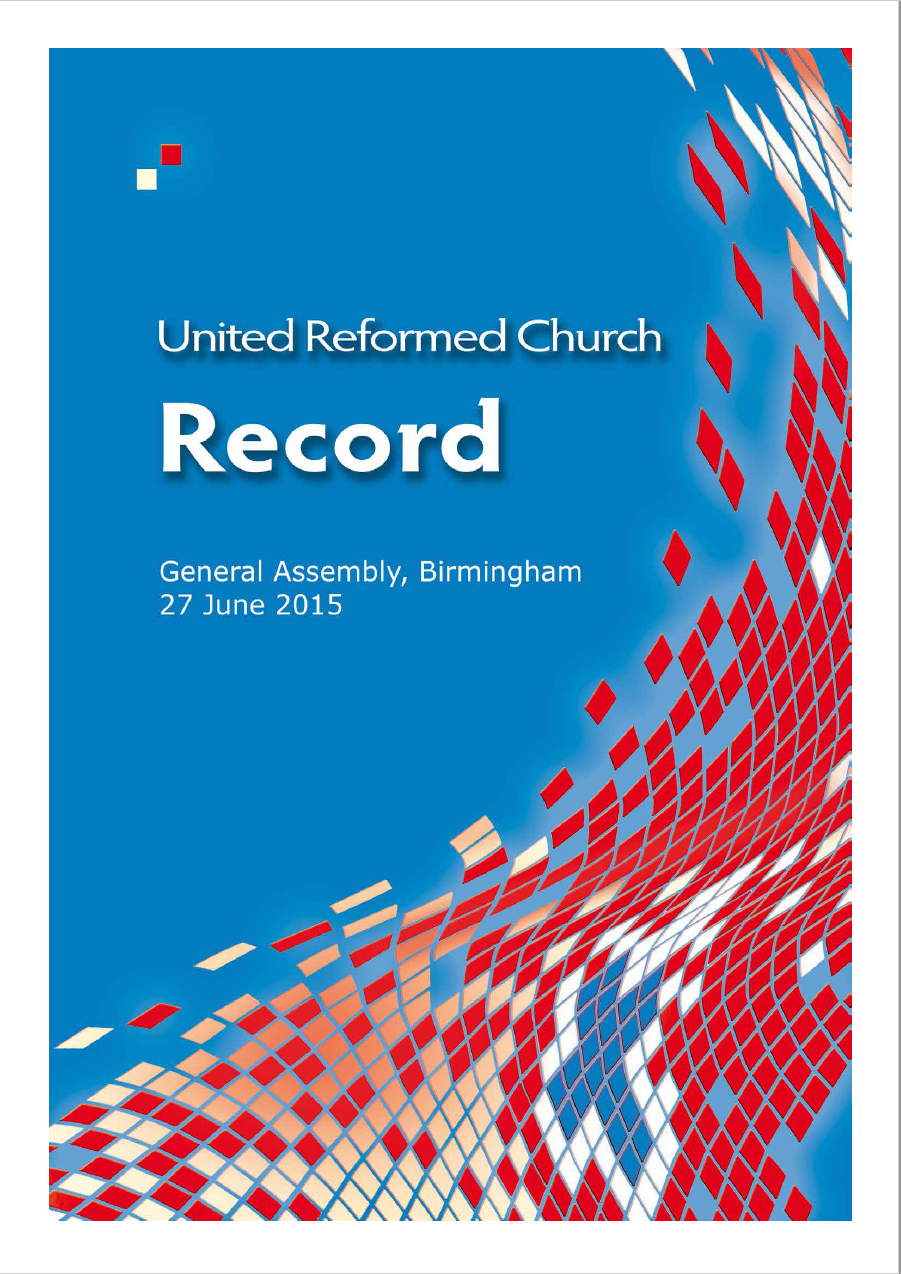 United Reformed Church
Record
General Assembly, Birmingham
27 June 2015